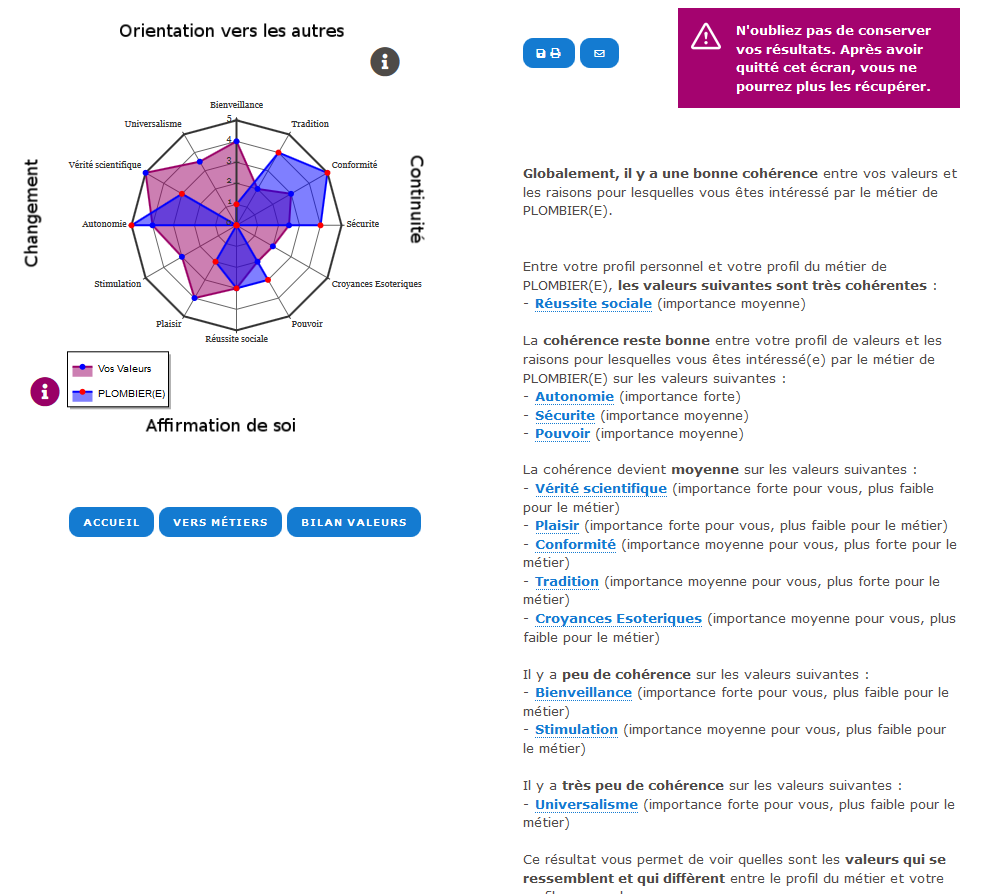 Orientation vers les autres
Changement
Continuité
Bienveillance
Universalisme
Tradition
Vérité scientifique
Conformité
Autonomie
Sécurite
Stimulation
Croyances Esoteriques
Plaisir
Pouvoir
Réussite sociale
5
4
3
2
1
Vos Valeurs
PLOMBIER(E)
Affirmation de soi
ACCUEIL
VERS MÉTIERS
BILAN VALEURS
N'oubliez pas de conserver
vos résultats. Après avoir
quitté cet écran, vous ne
pourrez plus les récupérer.
Globalement, il y a une bonne cohérence entre vos valeurs et
les raisons pour lesquelles vous êtes intéressé par le métier de
PLOMBIER(E).
Entre votre profil personnel et votre profil du métier de
PLOMBIER(E), les valeurs suivantes sont très cohérentes :
- Réussite sociale (importance moyenne)
La cohérence reste bonne entre votre profil de valeurs et les
raisons pour lesquelles vous êtes intéressé(e) par le métier de
PLOMBIER(E) sur les valeurs suivantes :
- Autonomie (importance forte)
- Sécurite (importance moyenne)
- Pouvoir (importance moyenne)
La cohérence devient moyenne sur les valeurs suivantes :
- Vérité scientifique (importance forte pour vous, plus faible
pour le métier)
- Plaisir (importance forte pour vous, plus faible pour le métier)
- Conformité (importance moyenne pour vous, plus forte pour le
métier)
- Tradition (importance moyenne pour vous, plus forte pour le
métier)
- Croyances Esoteriques (importance moyenne pour vous, plus
faible pour le métier)
Il y a peu de cohérence sur les valeurs suivantes :
- Bienveillance (importance forte pour vous, plus faible pour le
métier)
- Stimulation (importance moyenne pour vous, plus faible pour
le métier)
Il y a très peu de cohérence sur les valeurs suivantes :
- Universalisme (importance forte pour vous, plus faible pour le
métier)
Ce résultat vous permet de voir quelles sont les valeurs qui se
ressemblent et qui diffèrent entre le profil du métier et votre